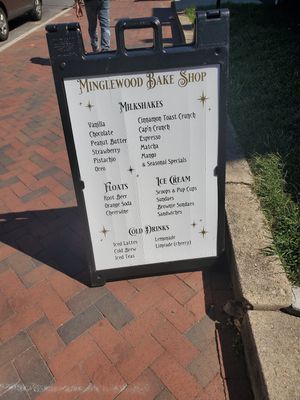 Minglewood Bake Shop
Milkshakes
Vanilla
Chocolate
Peanut Butter
Strawberry
Pistachio
Oreo
Cinnamon Toast Crunch
Cap'n Crunch
Espresso
Matcha
Mango
& Seasonal Specials
Floats
Root Beer
Orange Soda
Cheerwine
Ice Cream
Scoops & Pup Cups
Sundaes
Brownie Sundaes
Sandwiches
Cold Drinks
Iced Lattes
Cold Brew
Iced Teas
Lemonade
Limeade (cherry)